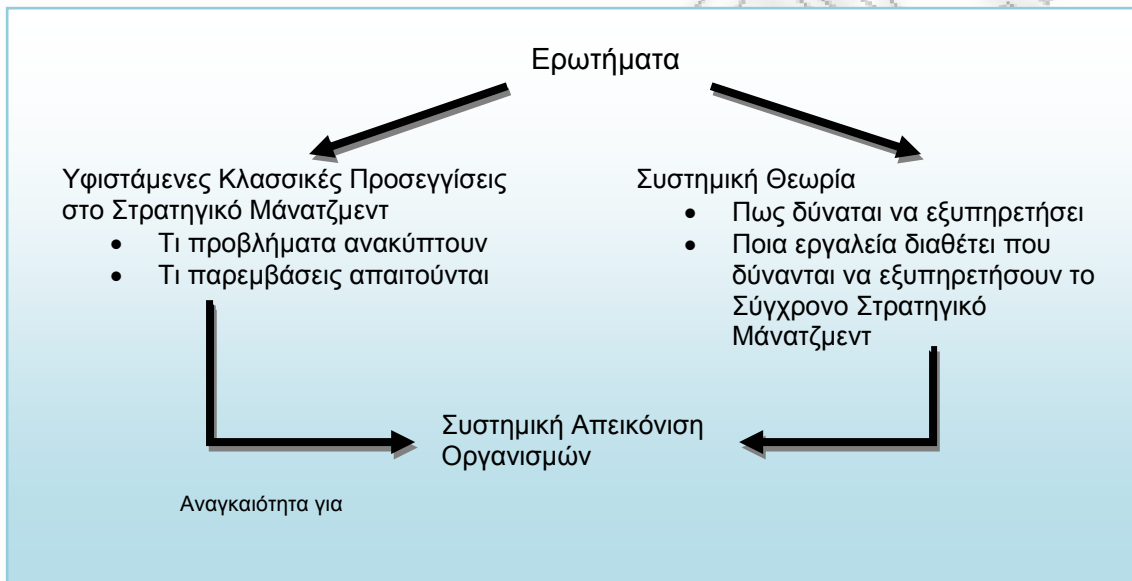 Ερωτήματα
Υφιστάμενες Κλασσικές Προσεγγίσεις
στο Στρατηγικό Μάνατζμεντ
• Τι προβλήματα ανακύπτουν
• Τι παρεμβάσεις απαιτούνται
Συστημική Θεωρία
• Πως δύναται να εξυπηρετήσει
• Ποια εργαλεία διαθέτει που
δύνανται να εξυπηρετήσουν το
Σύγχρονο Στρατηγικό
Μάνατζμεντ
Συστημική Απεικόνιση
Οργανισμών
Αναγκαιότητα για